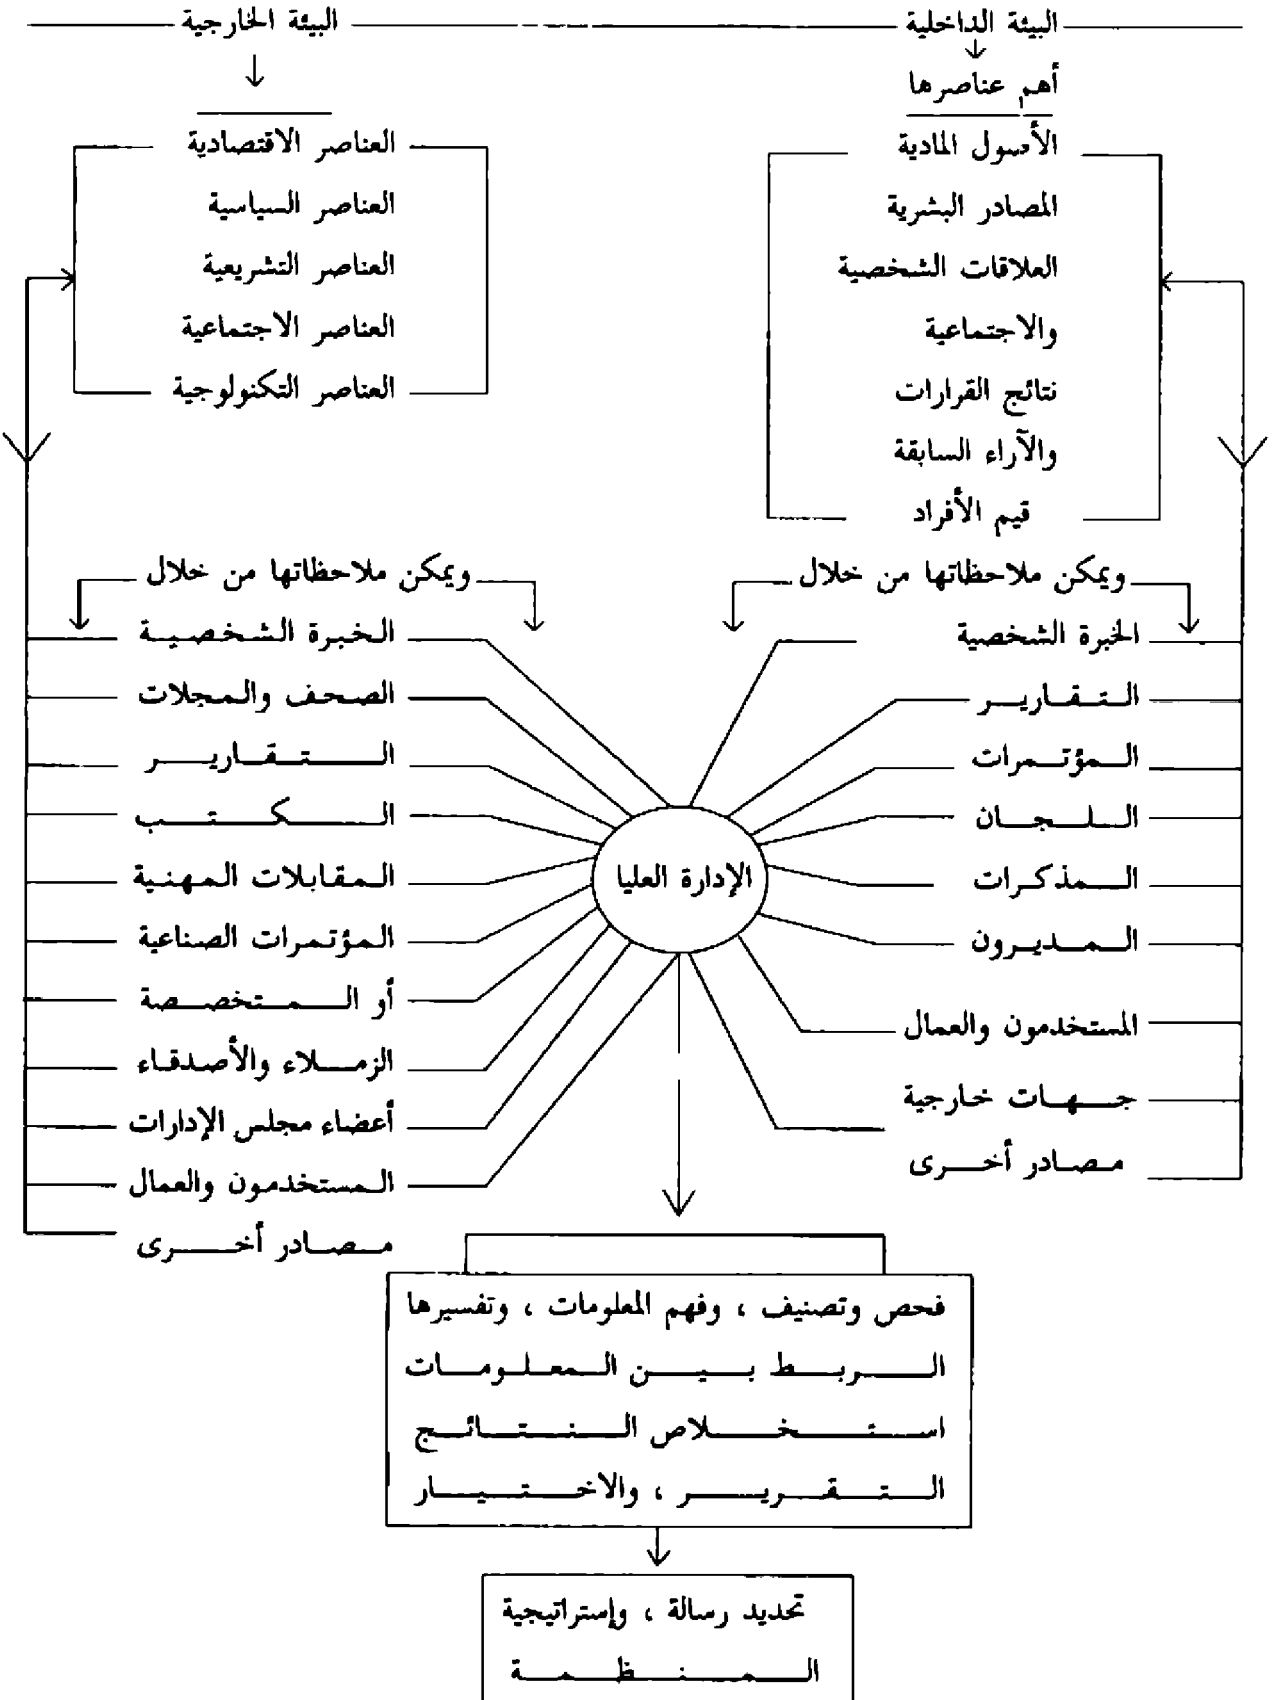 البيئة الداخلية
أهم عناصرها
الأصول المادية
المصادر البشرية
العلاقات الشخصية
والاجتماعية
نتائج القرارات
والآراء السابقة
قيم الأفراد
ويمكن ملاحظاتها من خلال
الخبرة الشخصية
التقارير
المؤتمرات
اللجان
المذكرات
المديرون
المستخدمون والعمال
جهات خارجية
مصادر أخرى
البيئة الخارجية
العناصر الاقتصادية
العناصر السياسية
العناصر التشريعية
العناصر الاجتماعية
العناصر التكنولوجية
ويمكن ملاحظاتها من خلال
الخبرة الشخصية
الصحف والمجلات
التقارير
الكتب
المقابلات المهنية
المؤتمرات الصناعية
أو المتخصصة
الزملاء والأصدقاء
أعضاء مجلس الإدارات
المستخدمون والعمال
مصادر أخرى
الإدارة العليا
فحص وتصنيف ، وفهم المعلومات ، وتفسيرها
الربط بين المعلومات
استخلاص النتائج
التقرير ، والاختيار
تحديد رسالة ، وإستراتيجية
المنظمة